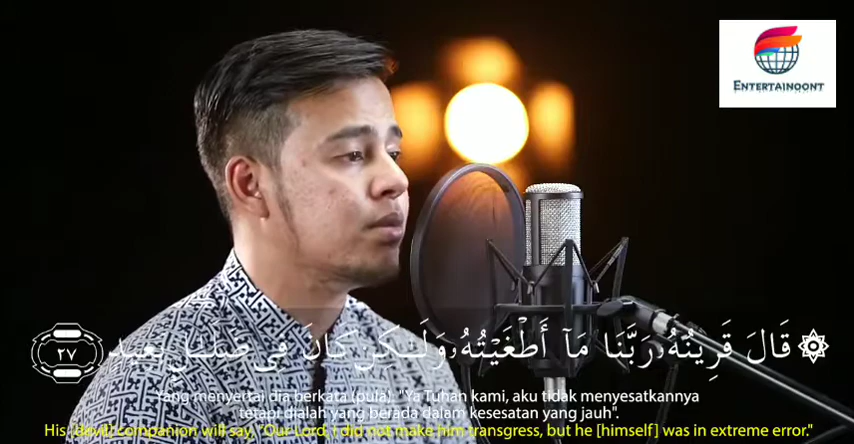 ENTERTAINOONT
۞ قَالَ قَرِينُهُۥ رَبَّنَا مَآ أَطْغَيْتُهُۥ وَلَـٰكِن كَانَ فِى ضَلَـٰلٍۭ بَعِيدٍ ٢٧
Yang menyertai dia berkata (pula): "Ya Tuhan kami, aku tidak menyesatkannya
tetapi dialah yang berada dalam kesesatan yang jauh".
His [devil] companion will say, "Our Lord, I did not make him transgress, but he [himself] was in extreme error."